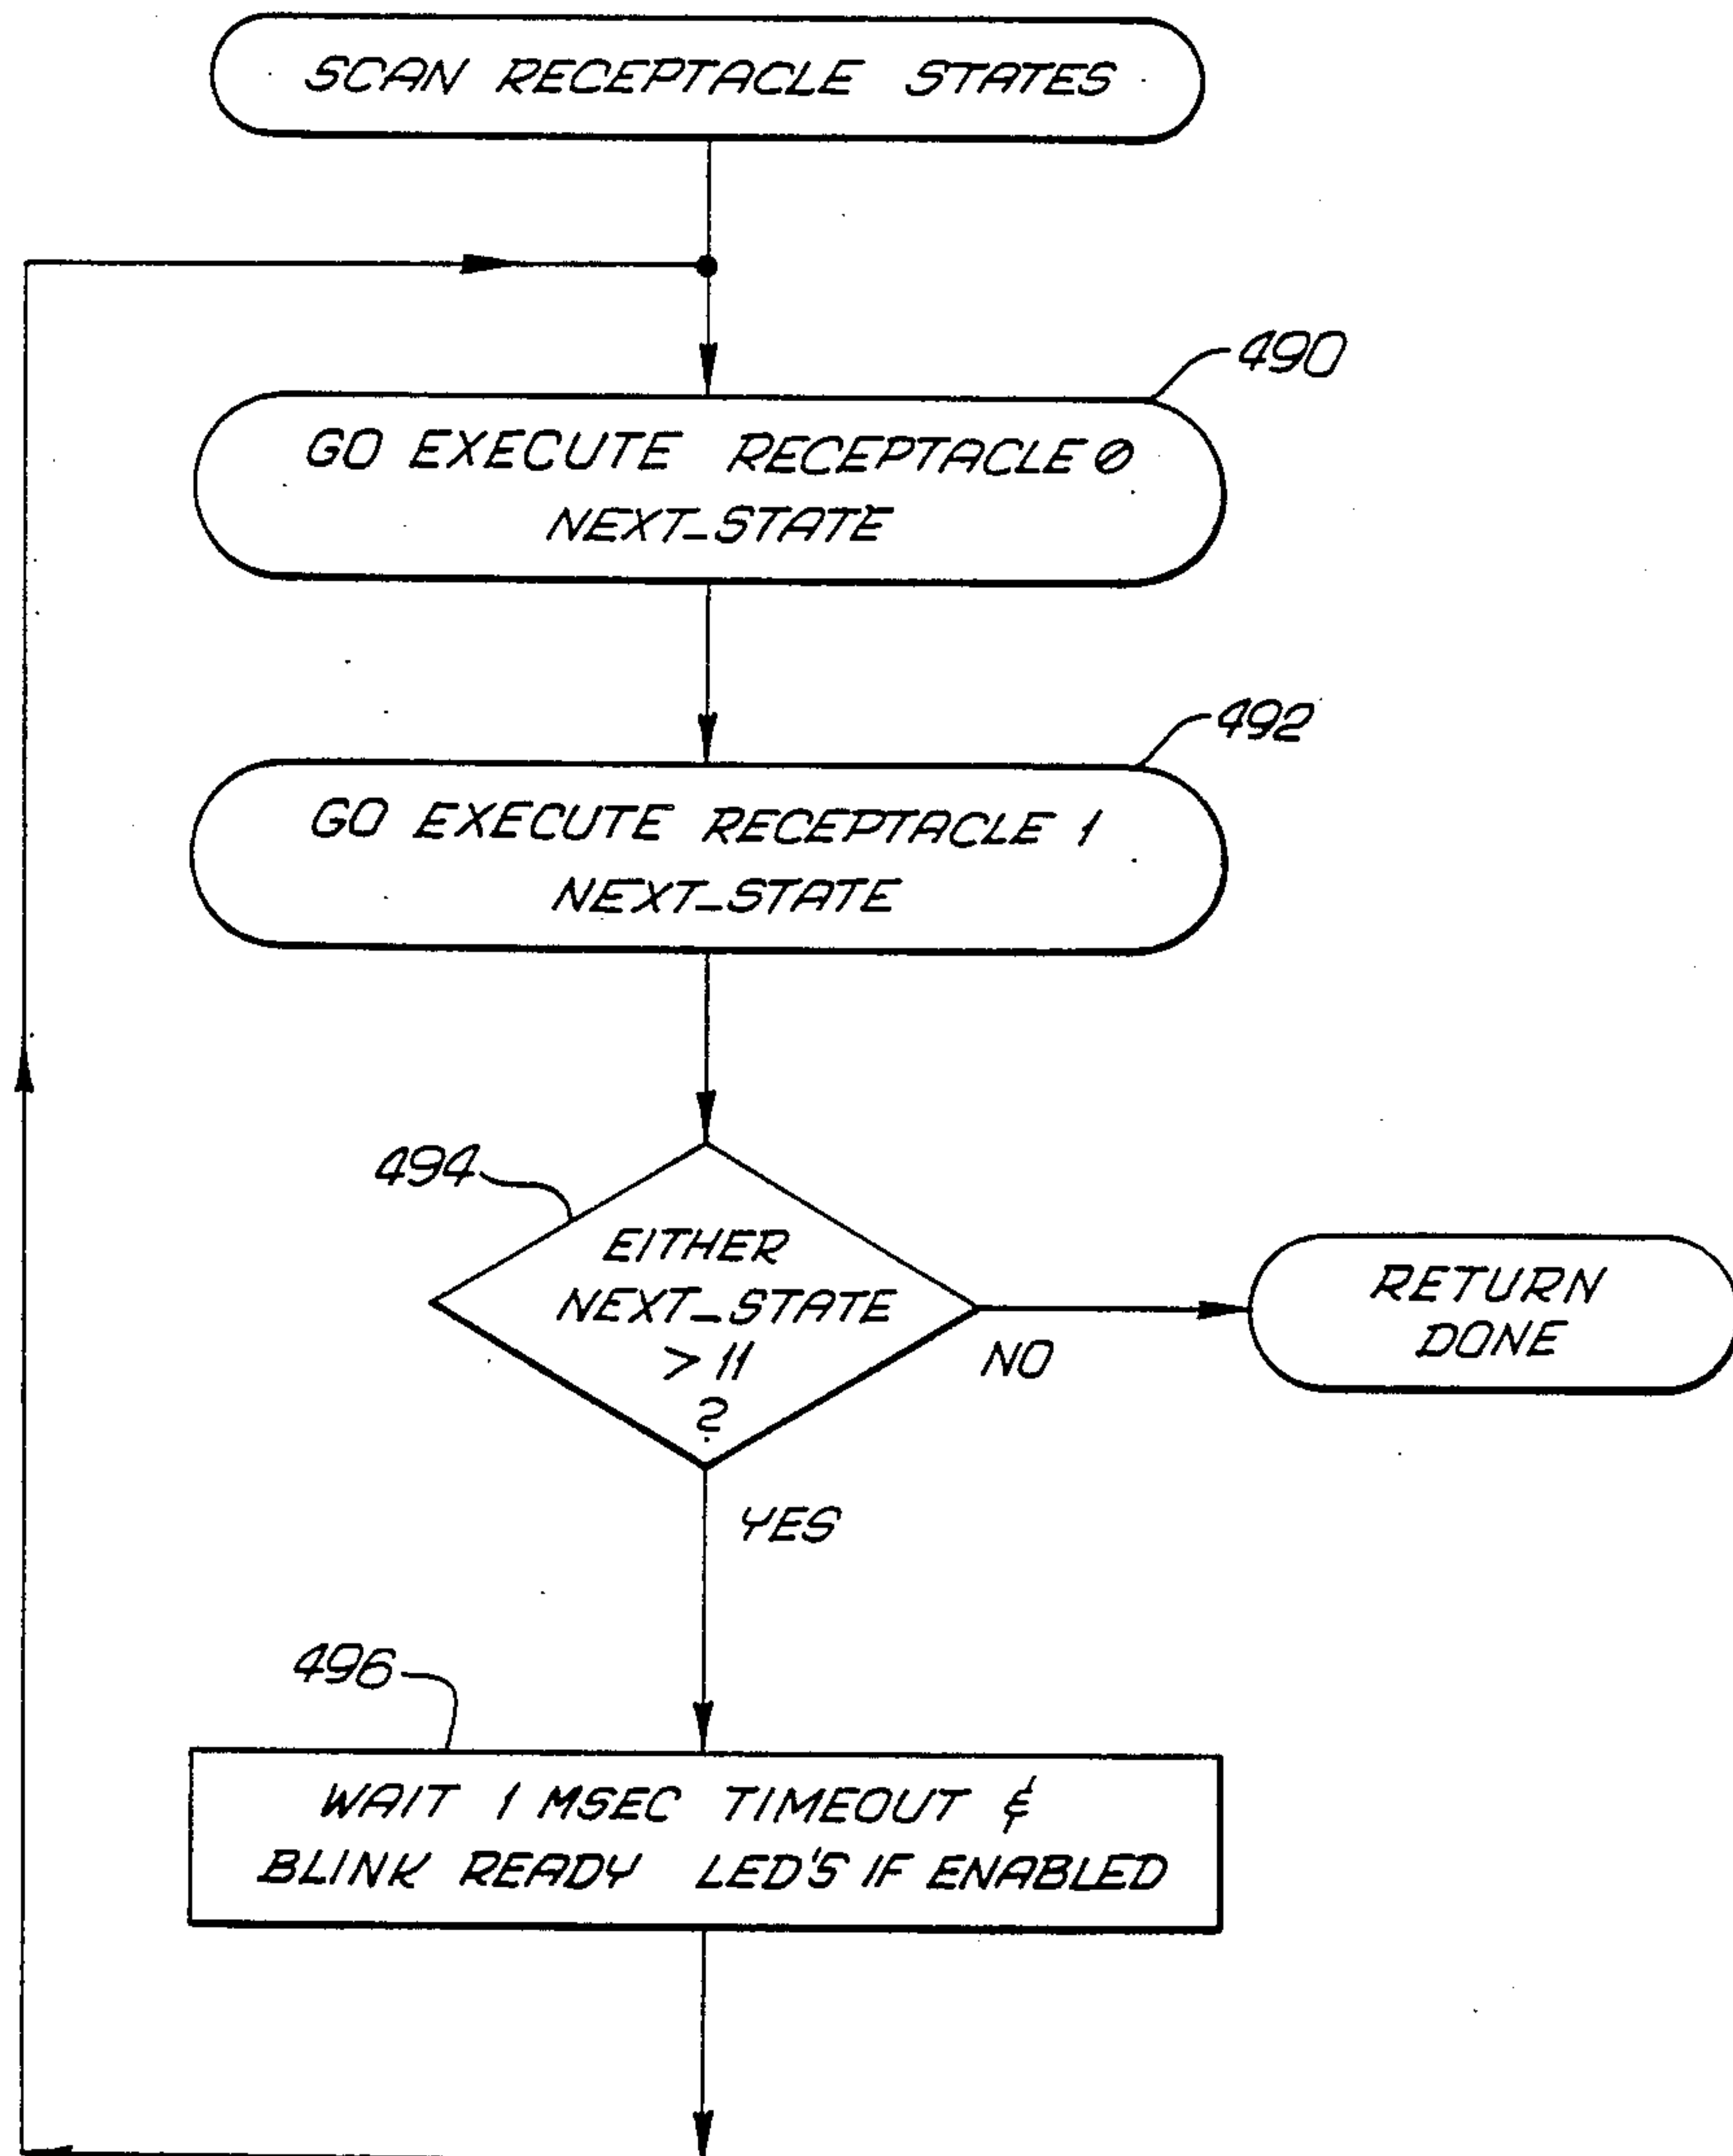 SCAN RECEPTACLE STATES
490
GO EXECUTE RECEPTACLE 0
NEXT_STATE
492
GO EXECUTE RECEPTACLE 1
NEXT_STATE
494
EITHER
NEXT_STATE
> 11
?
NO
RETURN
DONE
YES
496
WAIT 1 MSEC TIMEOUT &
BLINK READY LED'S IF ENABLED